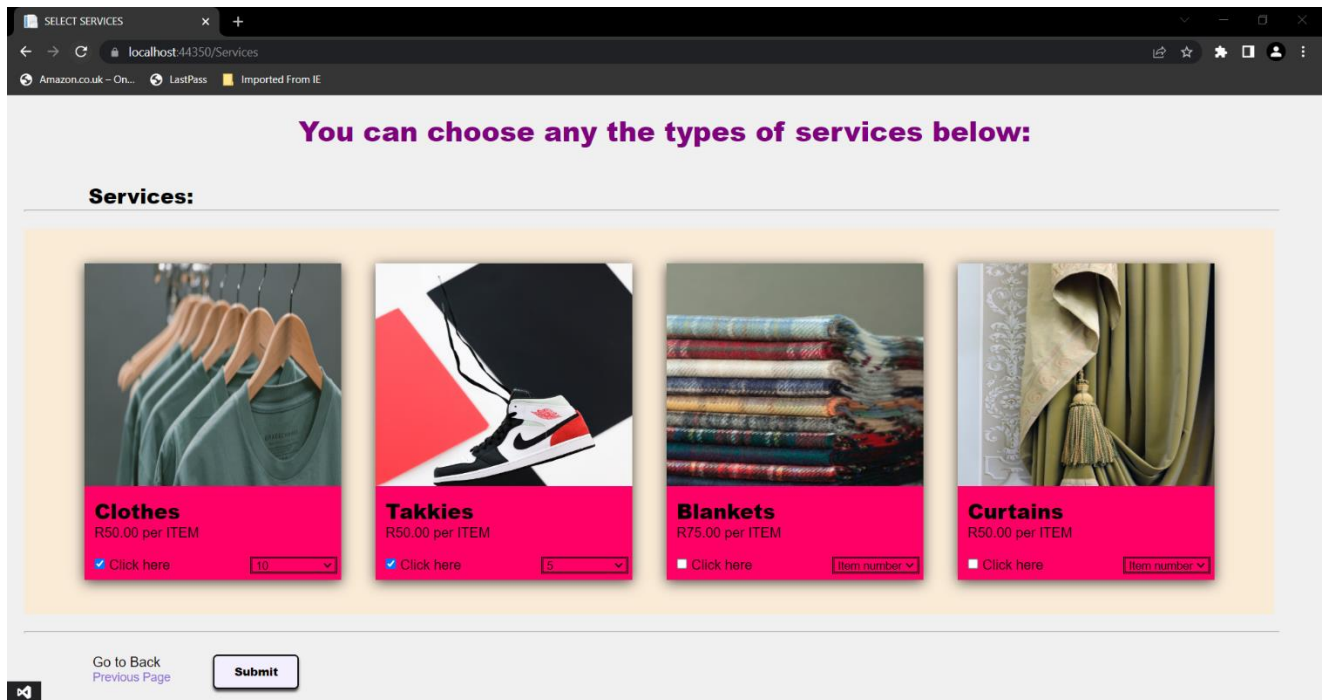 SELECT SERVICES
localhost:44350/Services
Amazon.co.uk – On... LastPass Imported From IE
You can choose any the types of services below:
Services:
Clothes
R50.00 per ITEM
Click here 10
Takkies
R50.00 per ITEM
Click here 5
Blankets
R75.00 per ITEM
Click here Item number
Curtains
R50.00 per ITEM
Click here Item number
Go to Back
Previous Page
Submit